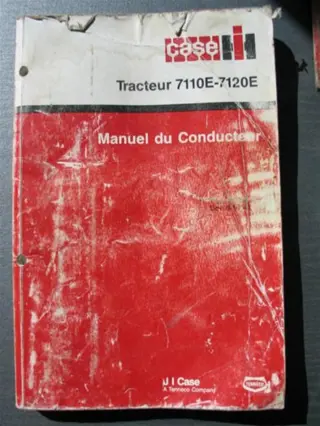 case IH
Tracteur 7110E-7120E
Manuel du Conducteur
J I Case
A Tenneco Company